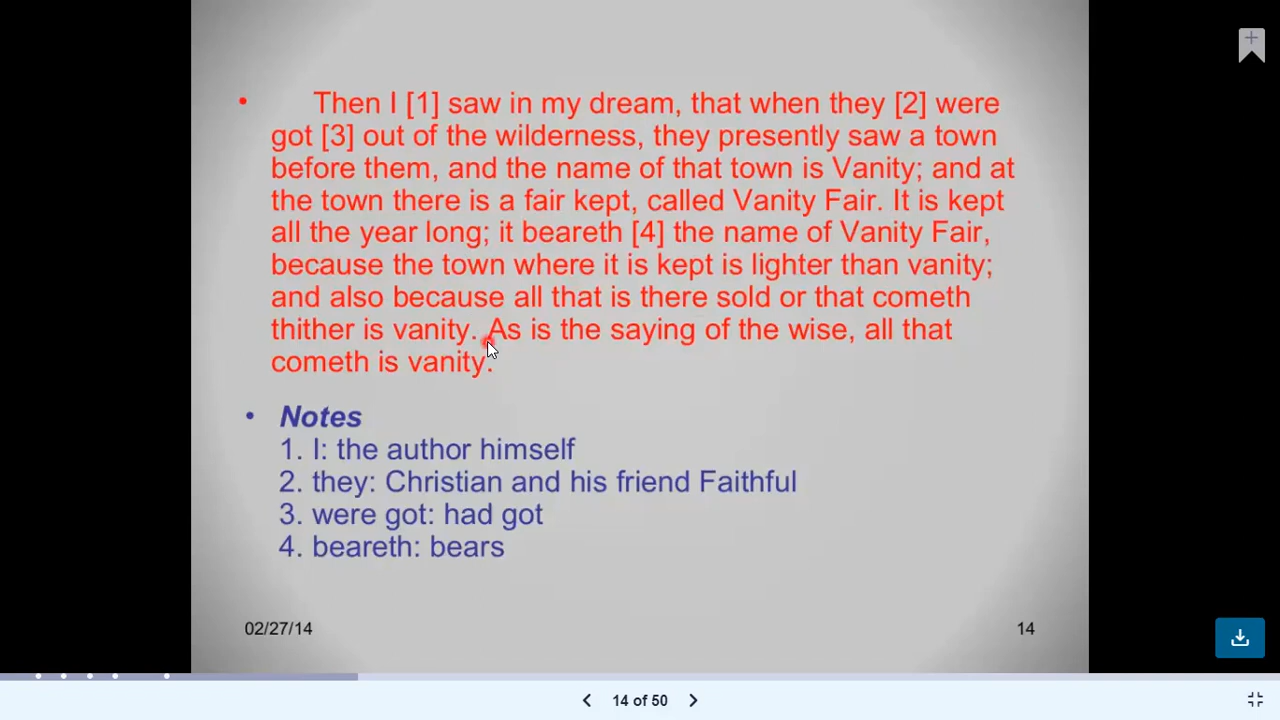 • Then I [1] saw in my dream, that when they [2] were
got [3] out of the wilderness, they presently saw a town
before them, and the name of that town is Vanity; and at
the town there is a fair kept, called Vanity Fair. It is kept
all the year long; it beareth [4] the name of Vanity Fair,
because the town where it is kept is lighter than vanity;
and also because all that is there sold or that cometh
thither is vanity. As is the saying of the wise, all that
cometh is vanity.
• Notes
1. I: the author himself
2. they: Christian and his friend Faithful
3. were got: had got
4. beareth: bears
02/27/14
14
14 of 50